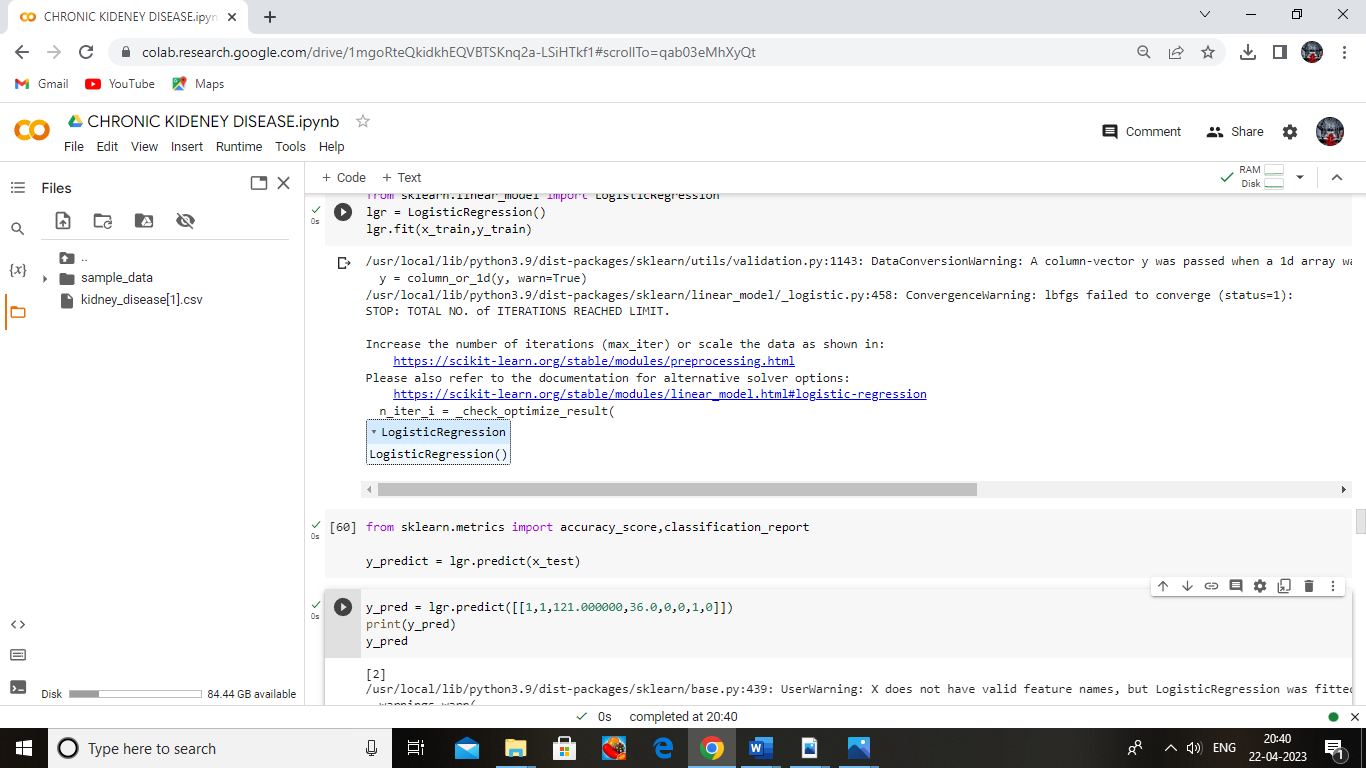 CHRONIC KIDENEY DISEASE.ipyn
colab.research.google.com/drive/1mgoRteQkidkhEQVBTSKnq2a-LSiHTkf1#scrollTo=qab03eMhXyQt
Gmail YouTube Maps
CHRONIC KIDENEY DISEASE.ipynb
File Edit View Insert Runtime Tools Help
Comment Share
Files
+ Code + Text
RAM
Disk
..
sample_data
kidney_disease[1].csv
Disk 84.44 GB available
from sklearn.linear_model import LogisticRegression
0s
lgr = LogisticRegression()
lgr.fit(x_train,y_train)
/usr/local/lib/python3.9/dist-packages/sklearn/utils/validation.py:1143: DataConversionWarning: A column-vector y was passed when a 1d array wa
y = column_or_1d(y, warn=True)
/usr/local/lib/python3.9/dist-packages/sklearn/linear_model/_logistic.py:458: ConvergenceWarning: lbfgs failed to converge (status=1):
STOP: TOTAL NO. of ITERATIONS REACHED LIMIT.
Increase the number of iterations (max_iter) or scale the data as shown in:
https://scikit-learn.org/stable/modules/preprocessing.html
Please also refer to the documentation for alternative solver options:
https://scikit-learn.org/stable/modules/linear_model.html#logistic-regression
n_iter_i = _check_optimize_result(
LogisticRegression
LogisticRegression()
0s
[60] from sklearn.metrics import accuracy_score,classification_report
y_predict = lgr.predict(x_test)
0s
y_pred = lgr.predict([[1,1,121.000000,36.0,0,0,1,0]])
print(y_pred)
y_pred
[2]
/usr/local/lib/python3.9/dist-packages/sklearn/base.py:439: UserWarning: X does not have valid feature names, but LogisticRegression was fitte
warnings.warn(
0s completed at 20:40
Type here to search
ENG
20:40
22-04-2023
1